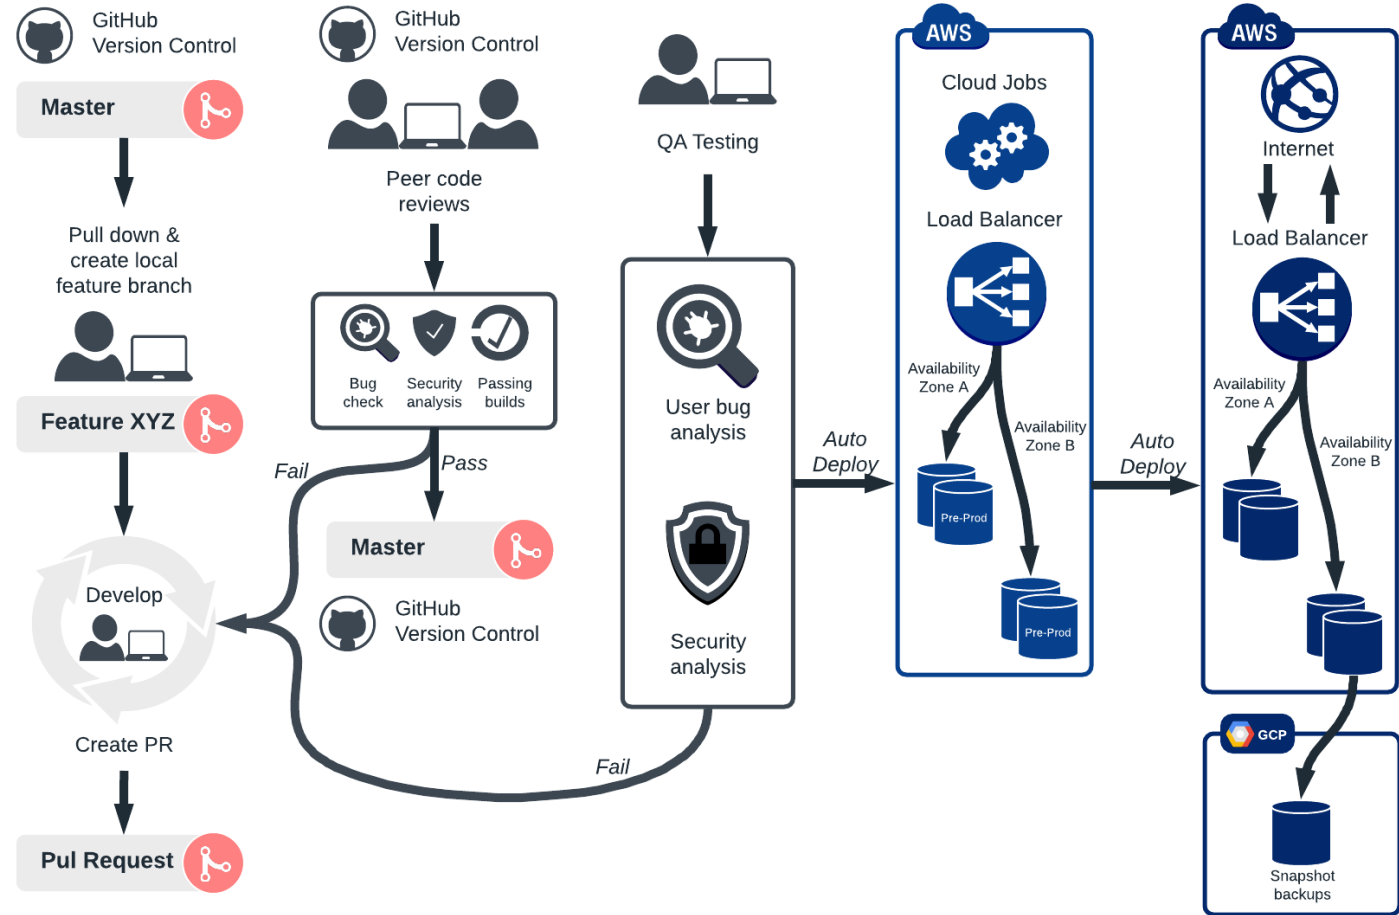 GitHub
Version Control
Master
Pull down &
create local
feature branch
Feature XYZ
Develop
Create PR
Pul Request
GitHub
Version Control
Peer code
reviews
Bug
check
Security
analysis
Passing
builds
Fail
Pass
Master
GitHub
Version Control
QA Testing
User bug
analysis
Security
analysis
Fail
Auto
Deploy
AWS
Cloud Jobs
Load Balancer
Availability
Zone A
Availability
Zone B
Pre-Prod
Pre-Prod
Auto
Deploy
AWS
Internet
Load Balancer
Availability
Zone A
Availability
Zone B
GCP
Snapshot
backups